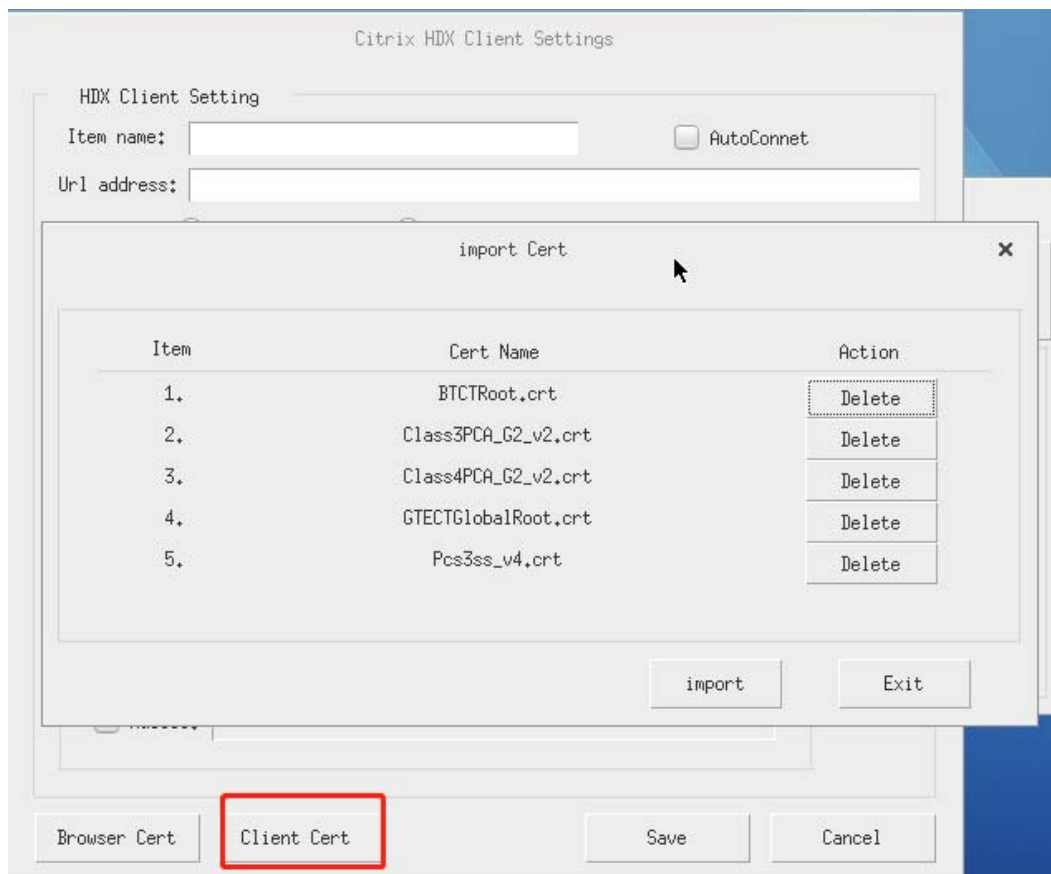 Citrix HDX Client Settings
HDX Client Setting
Item name:
AutoConnet
Url address:
import Cert
Item Cert Name Action
1. BTCTRoot.crt Delete
2. Class3PCA_G2_v2.crt Delete
3. Class4PCA_G2_v2.crt Delete
4. GTECTGlobalRoot.crt Delete
5. Pcs3ss_v4.crt Delete
import Exit
Browser Cert Client Cert Save Cancel